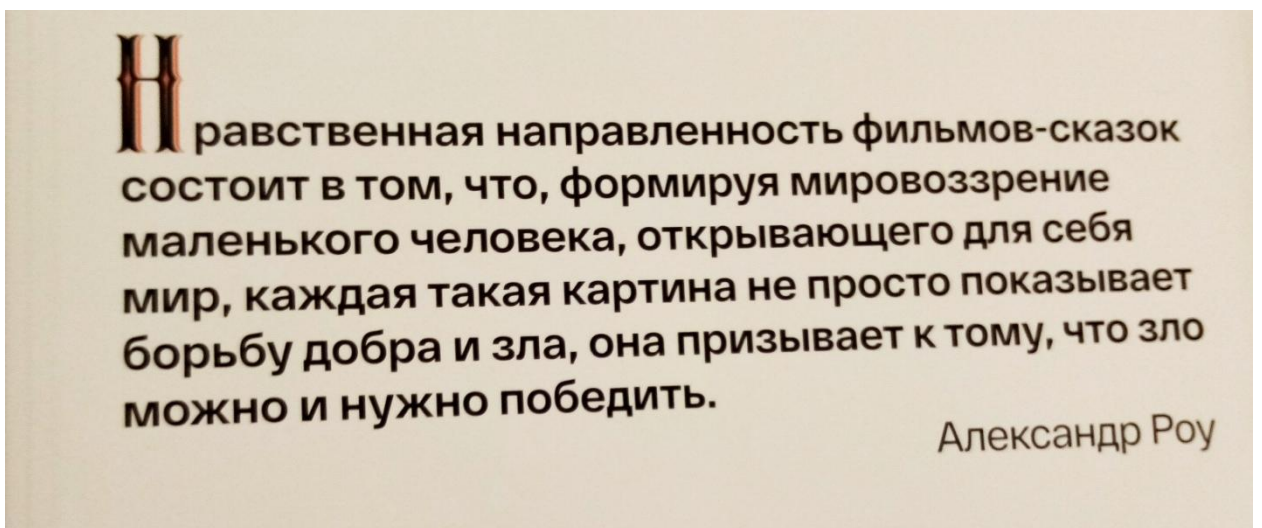 Нравственная направленность фильмов-сказок
состоит в том, что, формируя мировоззрение
маленького человека, открывающего для себя
мир, каждая такая картина не просто показывает
борьбу добра и зла, она призывает к тому, что зло
можно и нужно победить.
Александр Роу